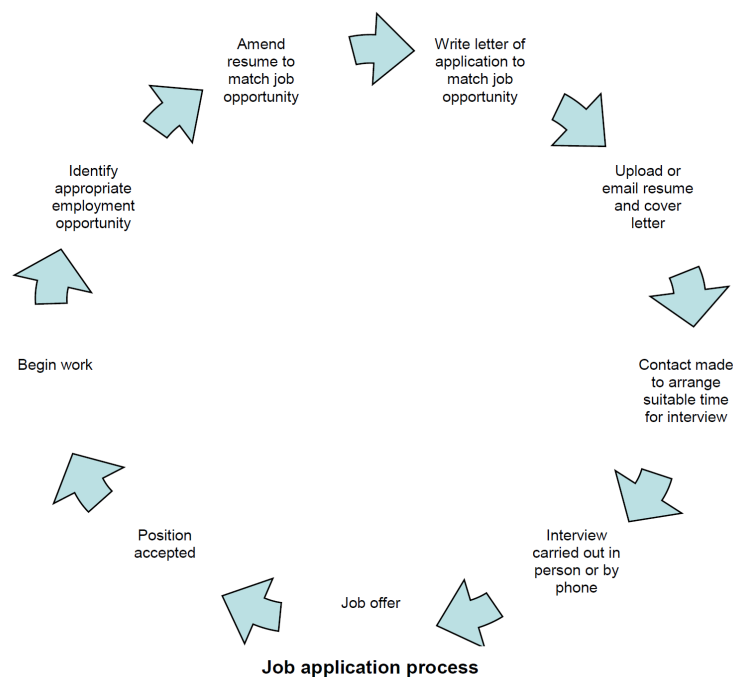 Amend
resume to
match job
opportunity
Write letter of
application to
match job
opportunity
Upload or
email resume
and cover
letter
Contact made
to arrange
suitable time
for interview
Interview
carried out in
person or by
phone
Job offer
Position
accepted
Begin work
Identify
appropriate
employment
opportunity
Job application process